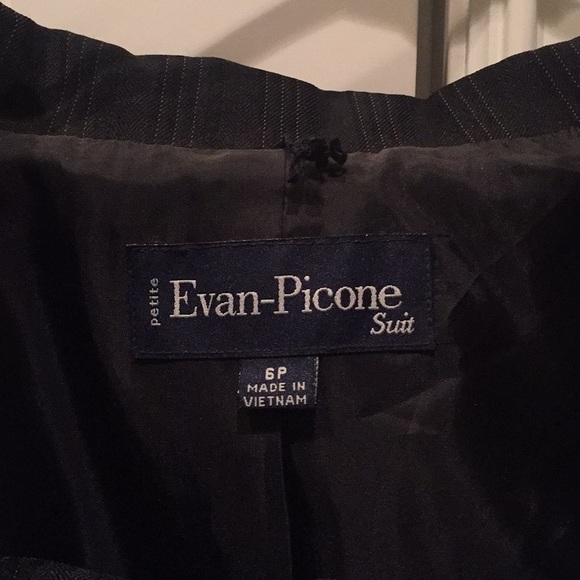 petite
Evan-Picone
Suit
6P
MADE IN
VIETNAM